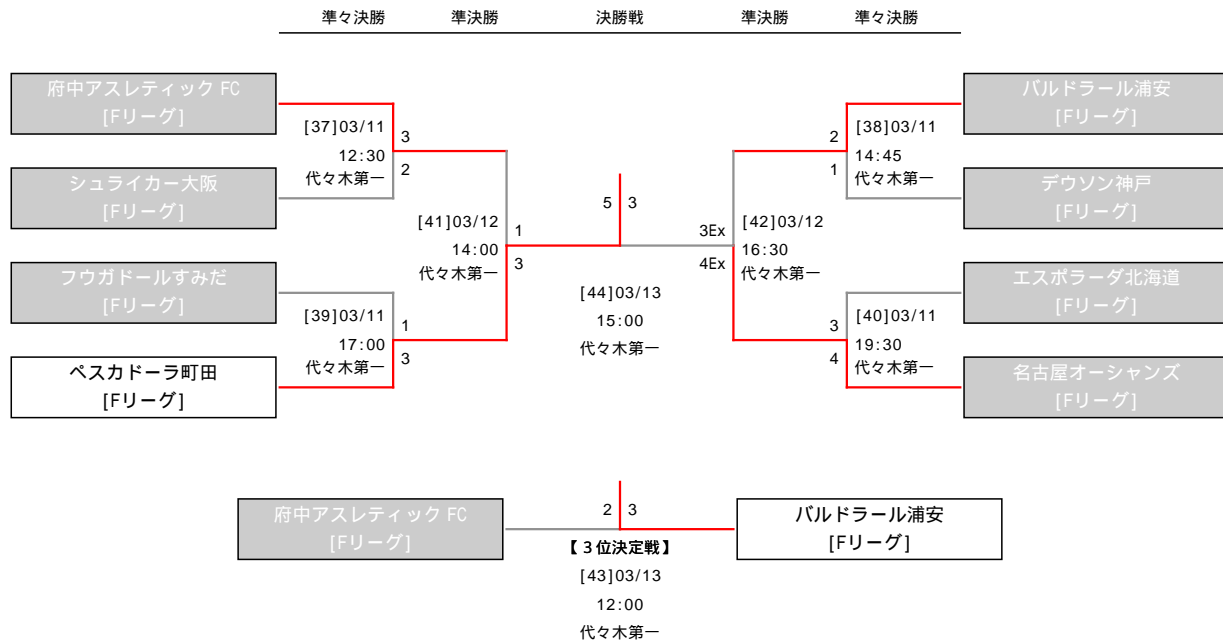 準々決勝 準決勝 決勝戦 準決勝 準々決勝
府中アスレティック FC
[Fリーグ]
シュライカー大阪
[Fリーグ]
フウガドールすみだ
[Fリーグ]
ペスカドーラ町田
[Fリーグ]
[37]03/11
12:30
代々木第一
3
2
[39]03/11
17:00
代々木第一
1
3
[41]03/12
14:00
代々木第一
1
3
5 3
[44]03/13
15:00
代々木第一
3Ex
4Ex
[42]03/12
16:30
代々木第一
2
1
[38]03/11
14:45
代々木第一
3
4
[40]03/11
19:30
代々木第一
バルドラール浦安
[Fリーグ]
デウソン神戸
[Fリーグ]
エスポラーダ北海道
[Fリーグ]
名古屋オーシャンズ
[Fリーグ]
府中アスレティック FC
[Fリーグ]
2 3
【３位決定戦】
[43]03/13
12:00
代々木第一
バルドラール浦安
[Fリーグ]